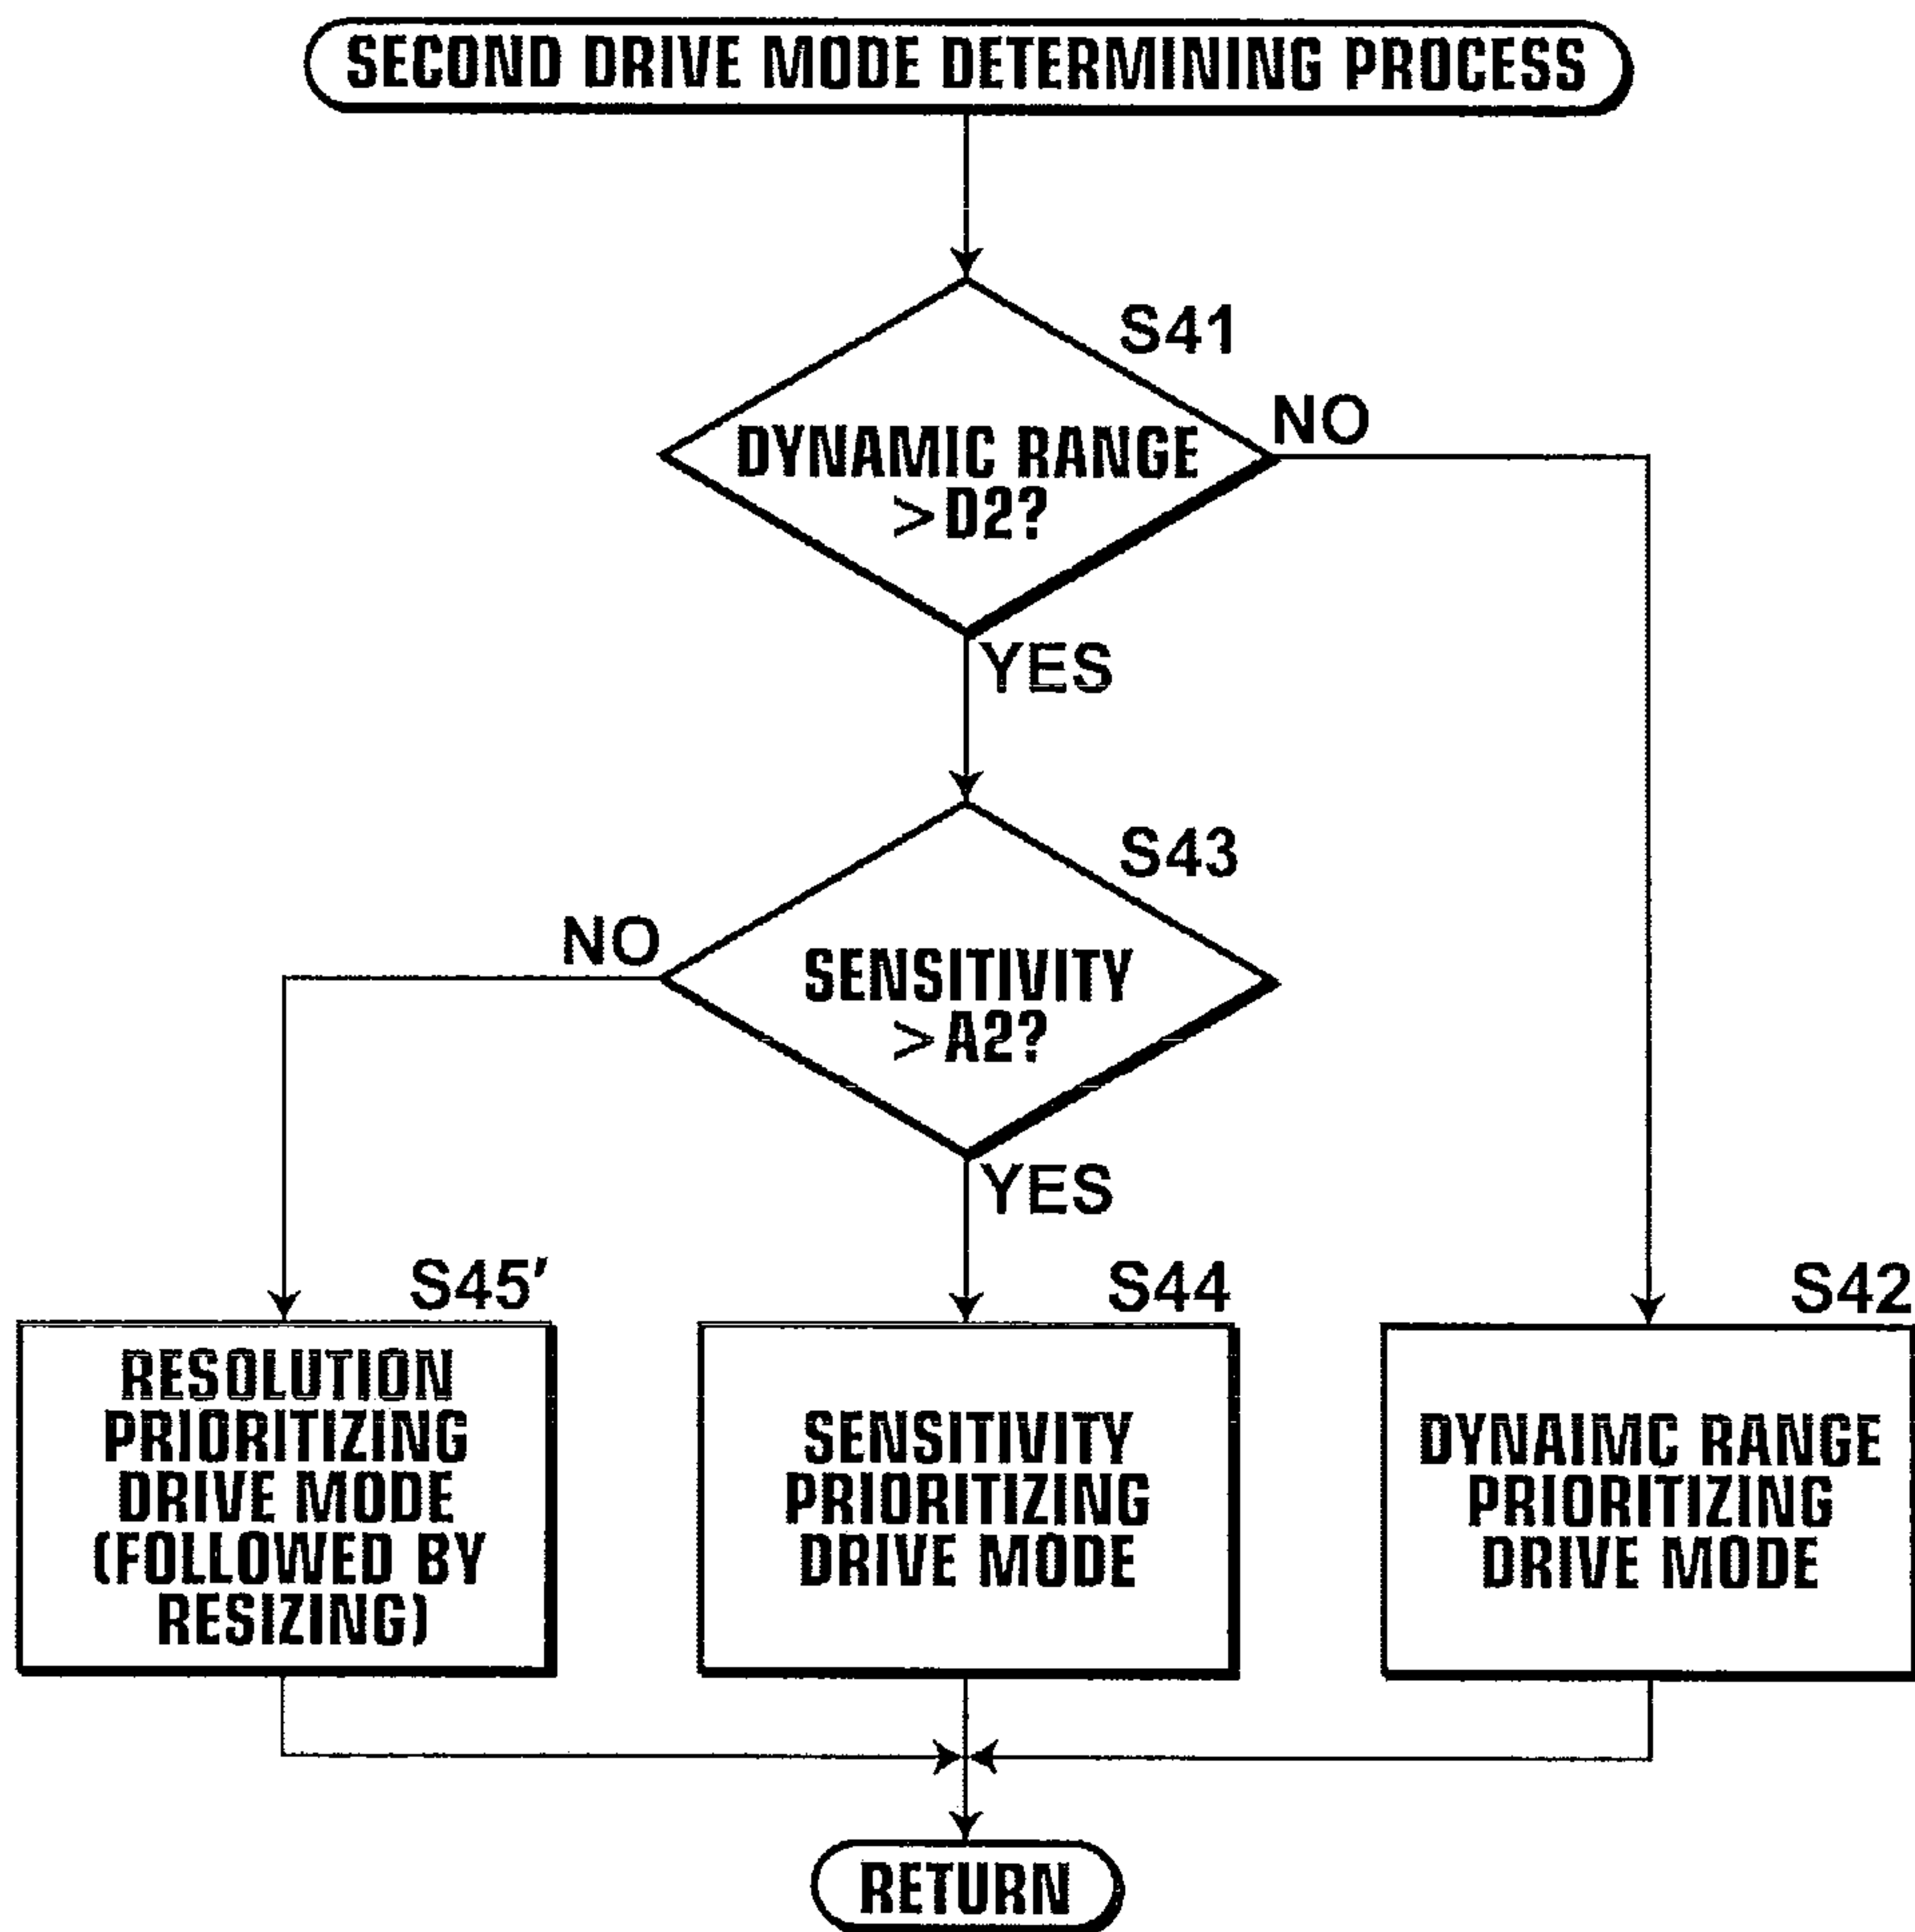 SECOND DRIVE MODE DETERMINING PROCESS
S41
DYNAMIC RANGE
>D2?
NO
YES
S43
SENSITIVITY
>A2?
NO
YES
S45'
RESOLUTION
PRIORITIZING
DRIVE MODE
(FOLLOWED BY
RESIZING)
S44
SENSITIVITY
PRIORITIZING
DRIVE MODE
S42
DYNAIMC RANGE
PRIORITIZING
DRIVE MODE
RETURN